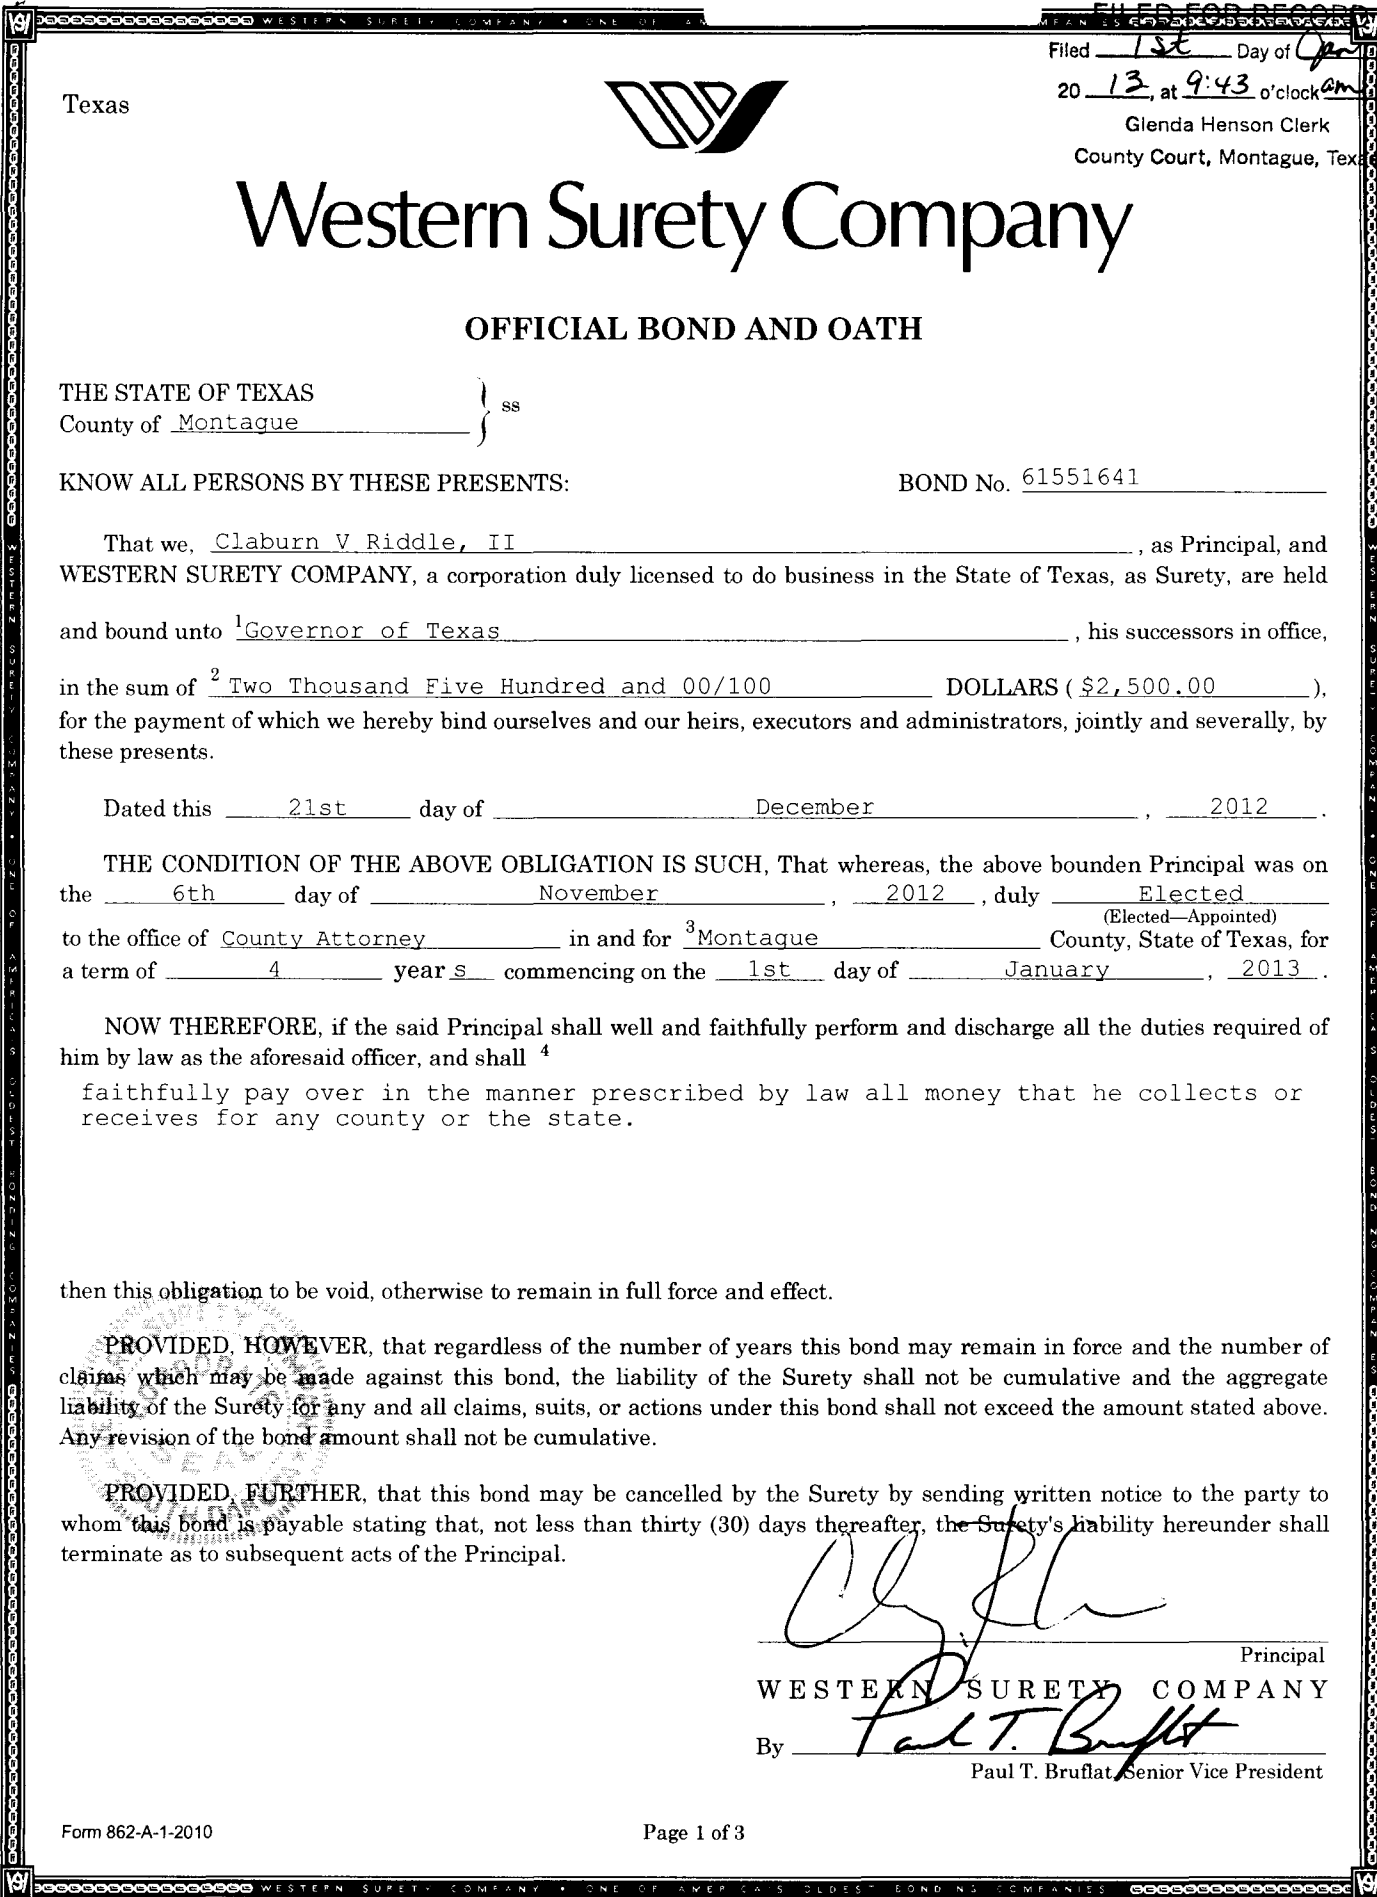 FILED FOR RECORD
Filed 1st Day of Jan
20 13, at 9:43 o'clock am
Glenda Henson Clerk
County Court, Montague, Texas
Texas
Western Surety Company
OFFICIAL BOND AND OATH
THE STATE OF TEXAS
County of Montague
ss
KNOW ALL PERSONS BY THESE PRESENTS: BOND No. 61551641
That we, Claburn V Riddle, II, as Principal, and
WESTERN SURETY COMPANY, a corporation duly licensed to do business in the State of Texas, as Surety, are held
and bound unto 1Governor of Texas, his successors in office,
in the sum of 2 Two Thousand Five Hundred and 00/100 DOLLARS ( $2,500.00 ),
for the payment of which we hereby bind ourselves and our heirs, executors and administrators, jointly and severally, by
these presents.
Dated this 21st day of December, 2012.
THE CONDITION OF THE ABOVE OBLIGATION IS SUCH, That whereas, the above bounden Principal was on
the 6th day of November, 2012, duly Elected
(Elected—Appointed)
to the office of County Attorney in and for 3Montague County, State of Texas, for
a term of 4 year s commencing on the 1st day of January, 2013.
NOW THEREFORE, if the said Principal shall well and faithfully perform and discharge all the duties required of
him by law as the aforesaid officer, and shall 4
faithfully pay over in the manner prescribed by law all money that he collects or
receives for any county or the state.
then this obligation to be void, otherwise to remain in full force and effect.
PROVIDED, HOWEVER, that regardless of the number of years this bond may remain in force and the number of
claims which may be made against this bond, the liability of the Surety shall not be cumulative and the aggregate
liability of the Surety for any and all claims, suits, or actions under this bond shall not exceed the amount stated above.
Any revision of the bond amount shall not be cumulative.
PROVIDED, FURTHER, that this bond may be cancelled by the Surety by sending written notice to the party to
whom this bond is payable stating that, not less than thirty (30) days thereafter, the Surety's liability hereunder shall
terminate as to subsequent acts of the Principal.
Principal
WESTERN SURETY COMPANY
By Paul T. Bruflat
Paul T. Bruflat, Senior Vice President
Form 862-A-1-2010
Page 1 of 3
WESTERN SURETY COMPANY • ONE OF AMERICA'S OLDEST BONDING COMPANIES